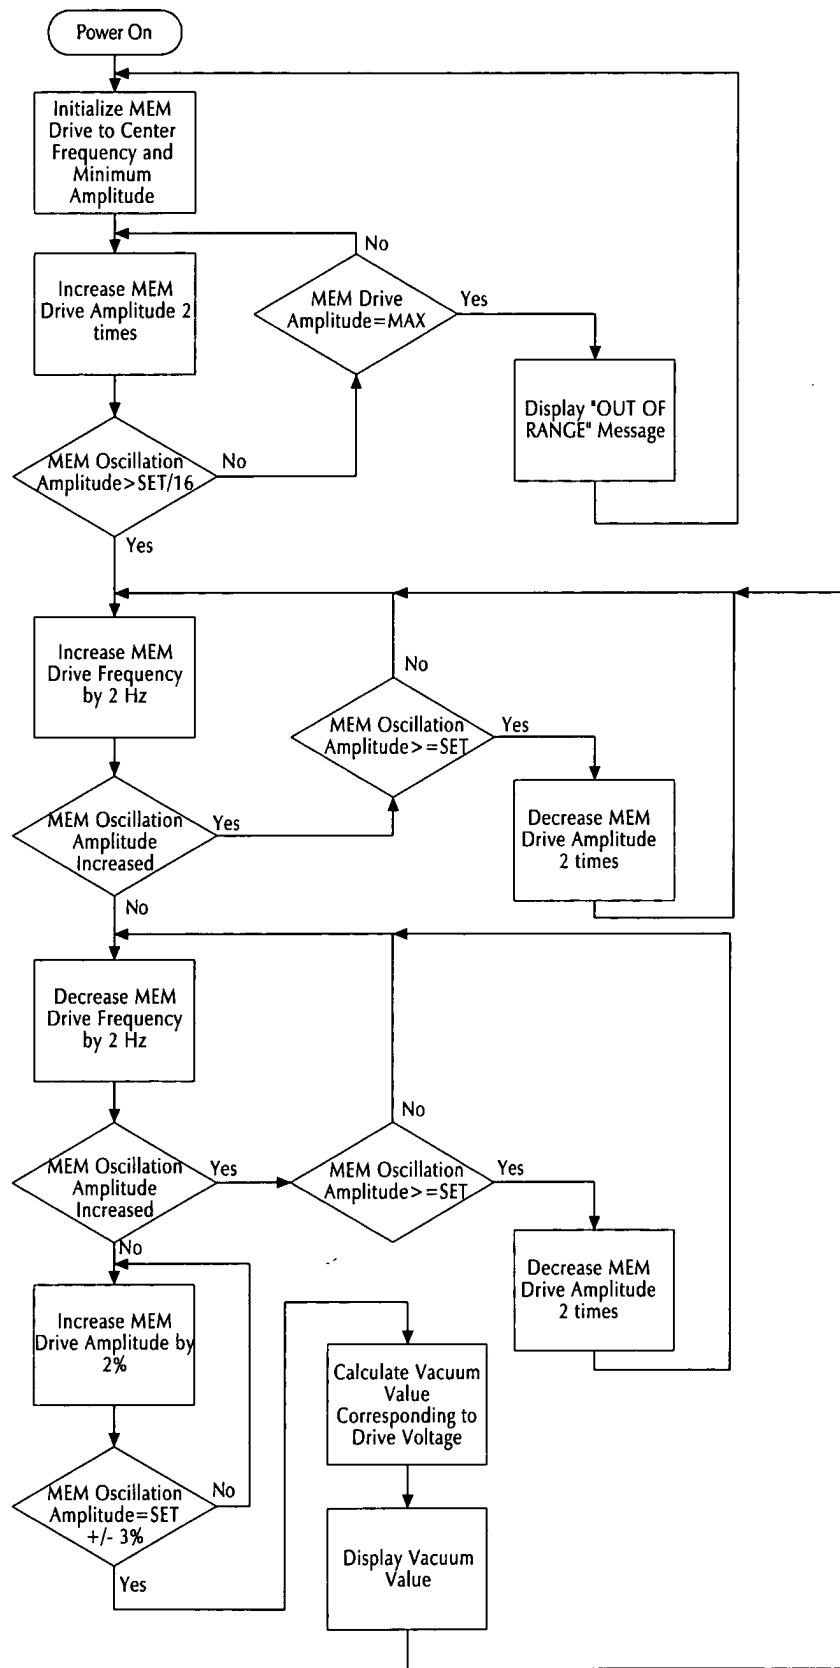 Power On
Initialize MEM
Drive to Center
Frequency and
Minimum
Amplitude
No
Increase MEM
Drive Amplitude 2
times
MEM Drive
Amplitude=MAX
Yes
Display "OUT OF
RANGE" Message
MEM Oscillation
Amplitude>SET/16
No
Yes
Increase MEM
Drive Frequency
by 2 Hz
No
MEM Oscillation
Amplitude>=SET
Yes
Decrease MEM
Drive Amplitude
2 times
MEM Oscillation
Amplitude
Increased
Yes
No
Decrease MEM
Drive Frequency
by 2 Hz
No
MEM Oscillation
Amplitude
Increased
Yes
MEM Oscillation
Amplitude>=SET
Yes
Decrease MEM
Drive Amplitude
2 times
No
Increase MEM
Drive Amplitude by
2%
Calculate Vacuum
Value
Corresponding to
Drive Voltage
MEM Oscillation
Amplitude=SET
+/- 3%
No
Yes
Display Vacuum
Value